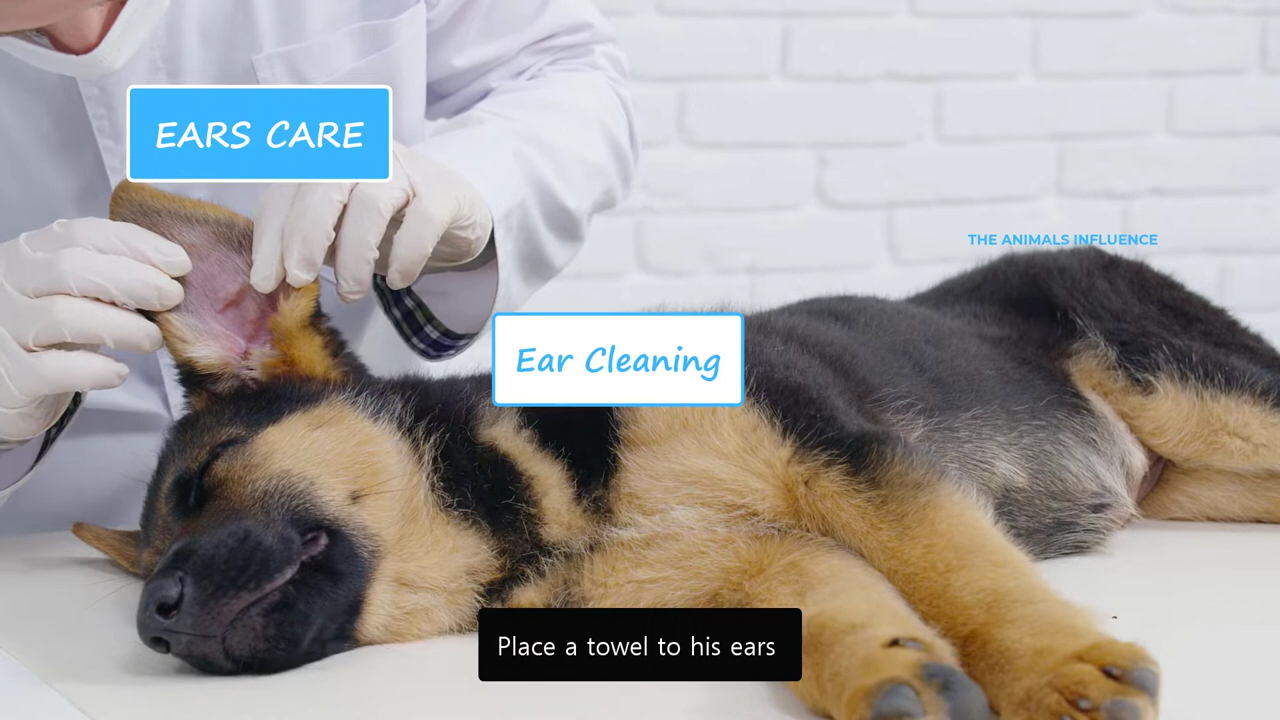 EARS CARE
THE ANIMALS INFLUENCE
Ear Cleaning
Place a towel to his ears